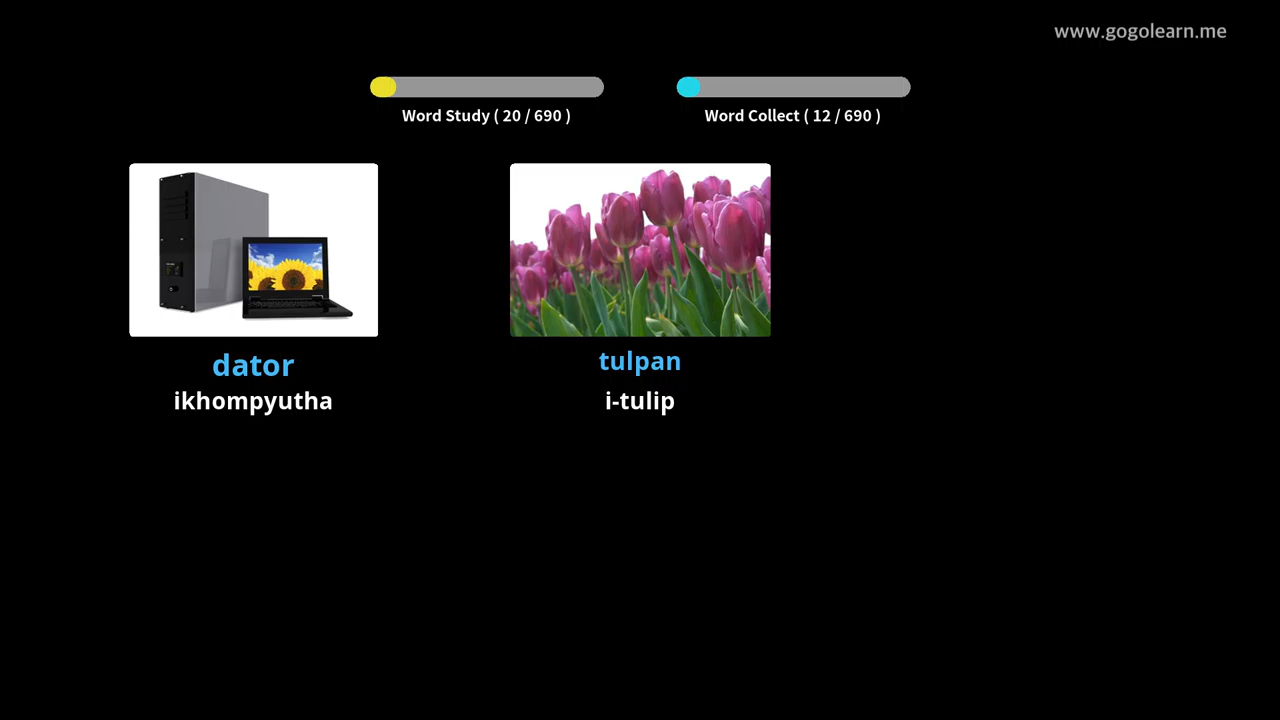 www.gogolearn.me
Word Study ( 20 / 690 )
Word Collect ( 12 / 690 )
dator
ikhompyutha
tulpan
i-tulip